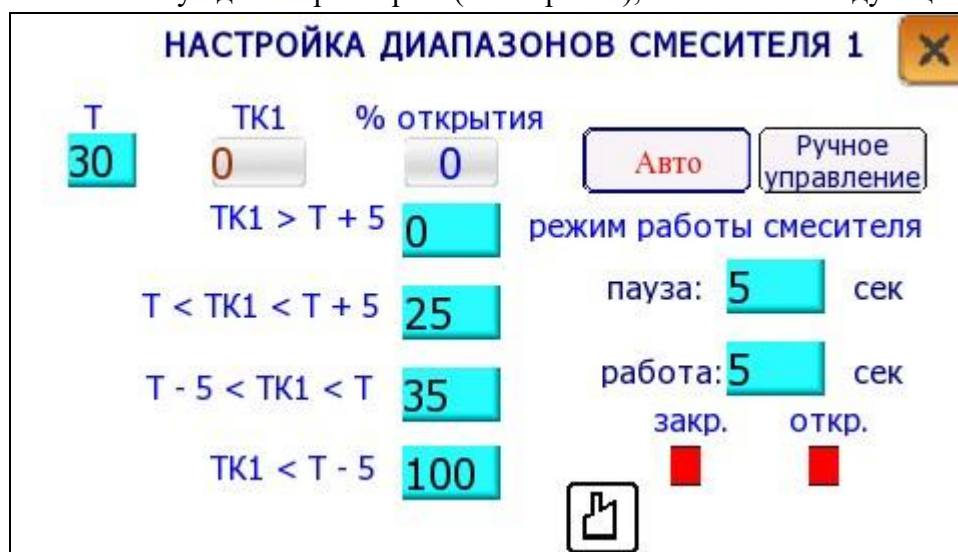 НАСТРОЙКА ДИАПАЗОНОВ СМЕСИТЕЛЯ 1
Т ТК1 % открытия
30 0 0 Авто Ручное управление
ТК1 > Т + 5 0 режим работы смесителя
пауза: 5 сек
Т < ТК1 < Т + 5 25
Т - 5 < ТК1 < Т 35 работа: 5 сек
закр. откр.
ТК1 < Т - 5 100